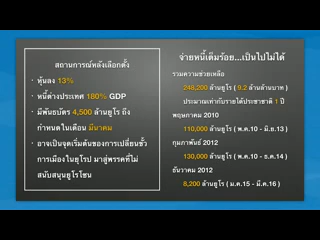 สถานการณ์หลังเลือกตั้ง
• หุ้นลง 13%
• หนี้ต่างประเทศ 180% GDP
• มีพันธบัตร 4,500 ล้านยูโร ถึง
กำหนดในเดือน มีนาคม
• อาจเป็นจุดเริ่มต้นของการเปลี่ยนขั้ว
การเมืองในยุโรป มาสู่พรรคที่ไม่
สนับสนุนยูโรโซน
จ่ายหนี้เต็มร้อย...เป็นไปไม่ได้
รวมความช่วยเหลือ
248,200 ล้านยูโร ( 9.2 ล้านล้านบาท )
ประมาณเท่ากับรายได้ประชาชาติ 1 ปี
พฤษภาคม 2010
110,000 ล้านยูโร ( พ.ค.10 - มิ.ย.13 )
กุมภาพันธ์ 2012
130,000 ล้านยูโร ( พ.ค.10 - ธ.ค.14 )
ธันวาคม 2012
8,200 ล้านยูโร ( ม.ค.15 - มี.ค.16 )